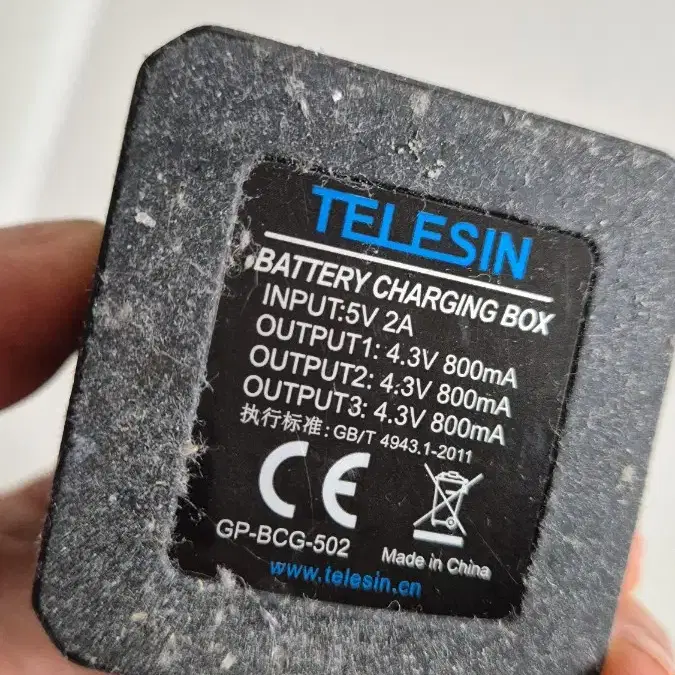 TELESIN
BATTERY CHARGING BOX
INPUT:5V 2A
OUTPUT1: 4.3V 800mA
OUTPUT2: 4.3V 800mA
OUTPUT3: 4.3V 800mA
执行标准: GB/T 4943.1-2011
CE
GP-BCG-502
Made in China
www.telesin.cn